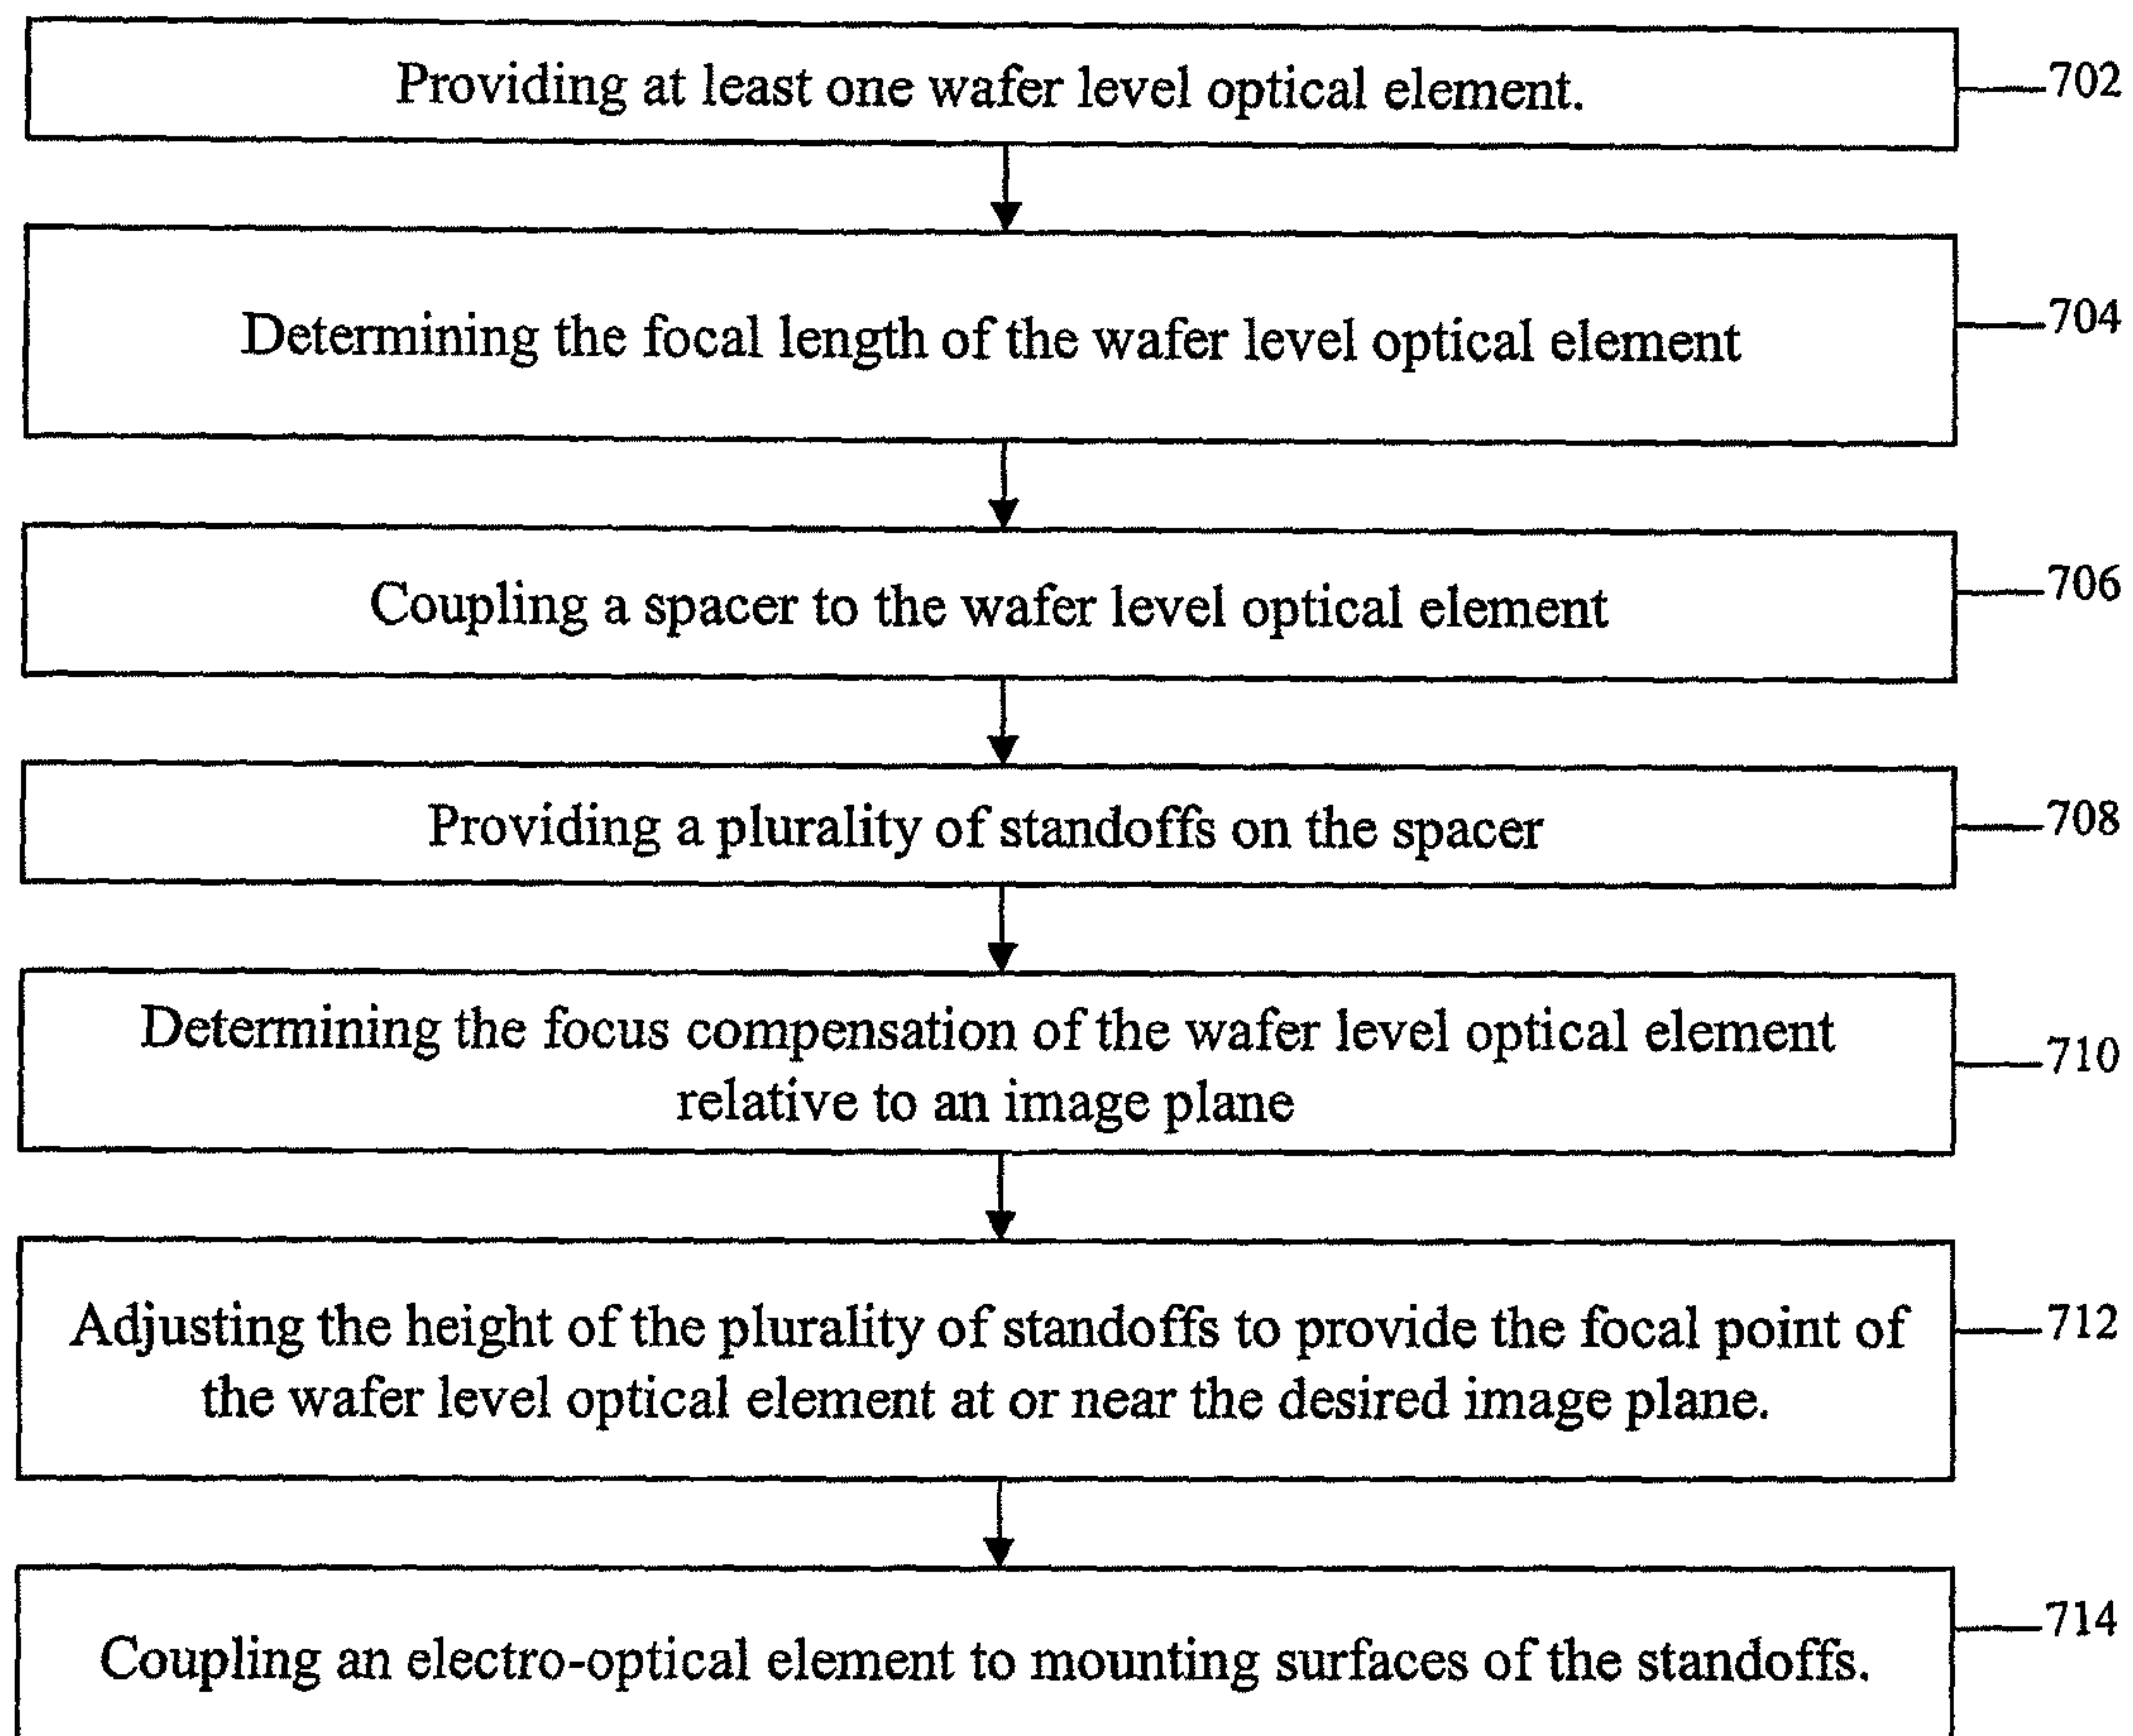 Providing at least one wafer level optical element.
702
Determining the focal length of the wafer level optical element
704
Coupling a spacer to the wafer level optical element
706
Providing a plurality of standoffs on the spacer
708
Determining the focus compensation of the wafer level optical element
relative to an image plane
710
Adjusting the height of the plurality of standoffs to provide the focal point of
the wafer level optical element at or near the desired image plane.
712
Coupling an electro-optical element to mounting surfaces of the standoffs.
714